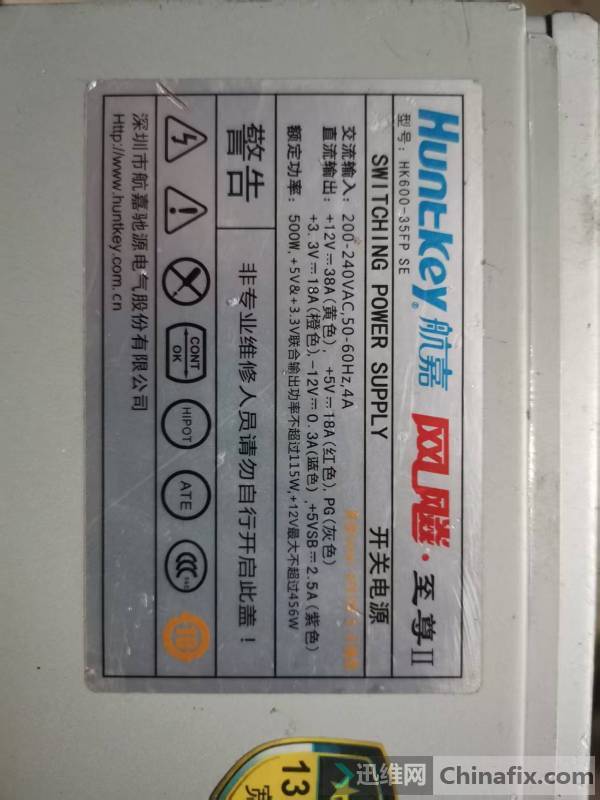 Huntkey® 航嘉 网飚·至尊II
型号: HK600-35FP SE
SWITCHING POWER SUPPLY 开关电源
交流输入: 200-240VAC,50-60Hz,4A
直流输出: +12V⎓38A(黄色), +5V⎓18A(红色),PG(灰色)
+3.3V⎓18A(橙色),-12V⎓0.3A(蓝色),+5VSB⎓2.5A(紫色)
额定功率: 500W,+5V&+3.3V联合输出功率不超过115W,+12V最大不超过456W
警告 非专业维修人员请勿自行开启此盖!
CONT OK
HIPOT
ATE
深圳市航嘉驰源电气股份有限公司
Http://www.huntkey.com.cn
13
宽
迅维网 Chinafix.com